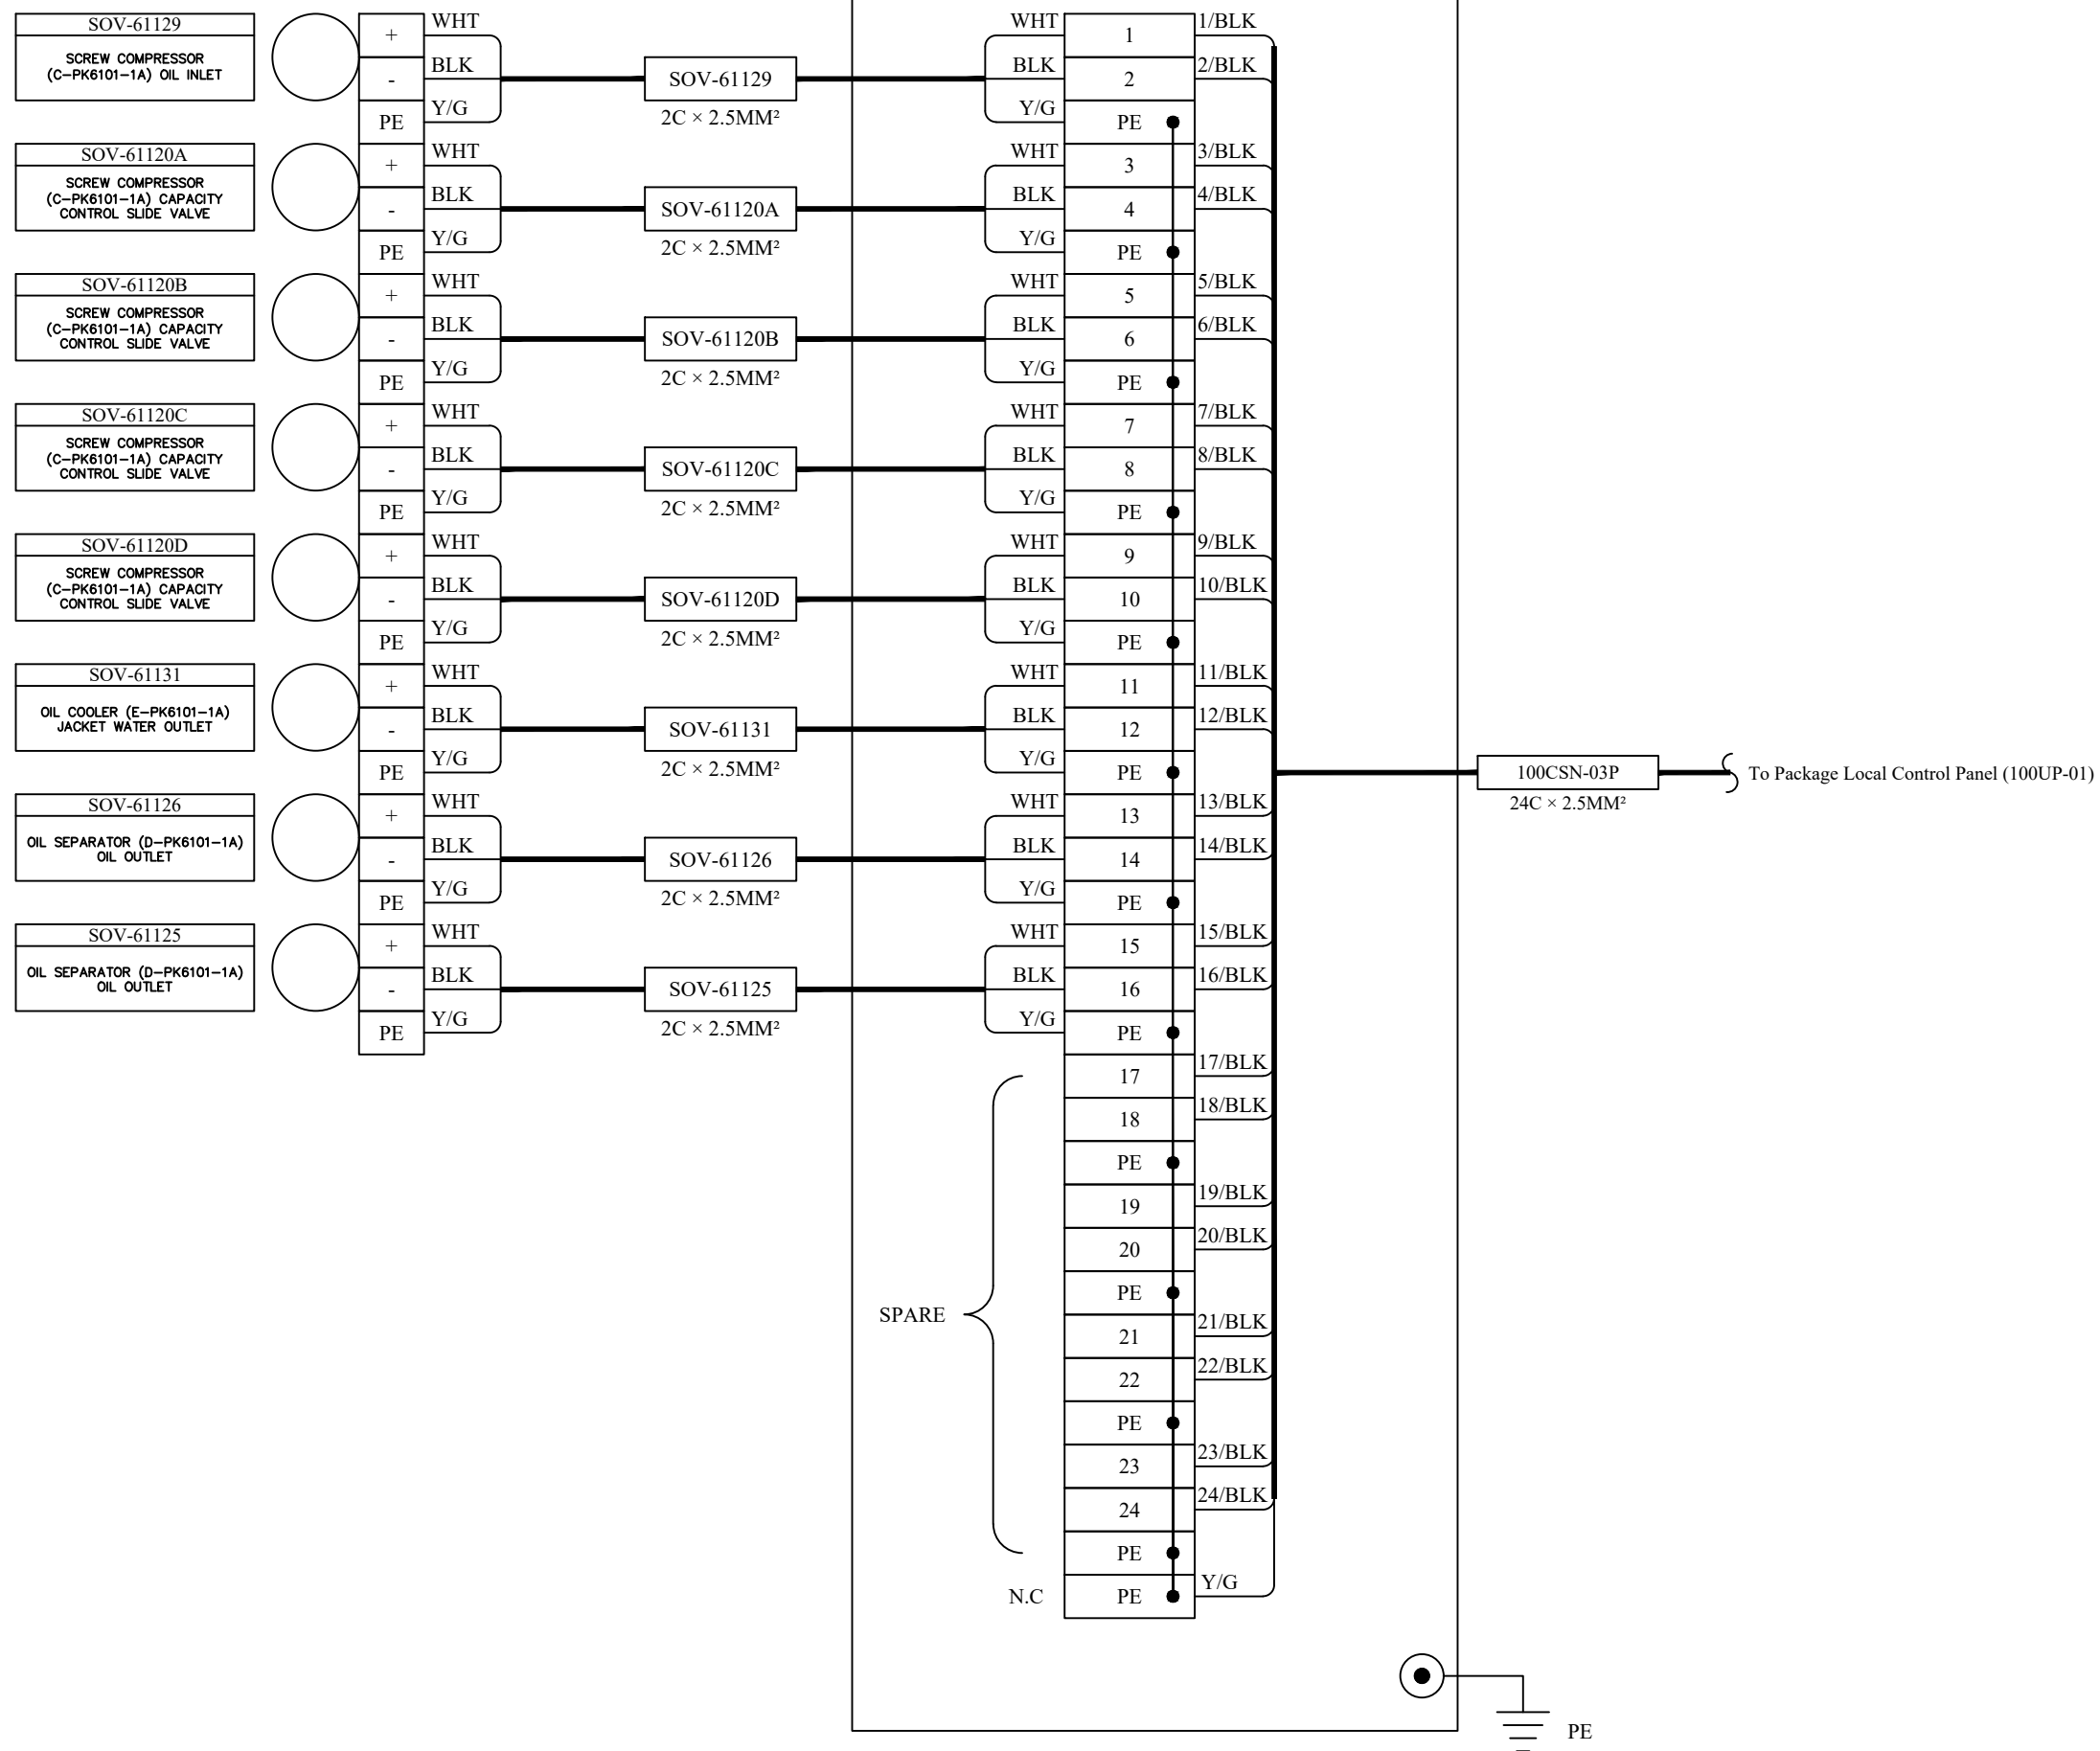 SOV-61129
SCREW COMPRESSOR
(C-PK6101-1A) OIL INLET
+ WHT
- BLK
PE Y/G
SOV-61129
2C × 2.5MM²
WHT 1 1/BLK
BLK 2 2/BLK
Y/G PE
SOV-61120A
SCREW COMPRESSOR
(C-PK6101-1A) CAPACITY
CONTROL SLIDE VALVE
+ WHT
- BLK
PE Y/G
SOV-61120A
2C × 2.5MM²
WHT 3 3/BLK
BLK 4 4/BLK
Y/G PE
SOV-61120B
SCREW COMPRESSOR
(C-PK6101-1A) CAPACITY
CONTROL SLIDE VALVE
+ WHT
- BLK
PE Y/G
SOV-61120B
2C × 2.5MM²
WHT 5 5/BLK
BLK 6 6/BLK
Y/G PE
SOV-61120C
SCREW COMPRESSOR
(C-PK6101-1A) CAPACITY
CONTROL SLIDE VALVE
+ WHT
- BLK
PE Y/G
SOV-61120C
2C × 2.5MM²
WHT 7 7/BLK
BLK 8 8/BLK
Y/G PE
SOV-61120D
SCREW COMPRESSOR
(C-PK6101-1A) CAPACITY
CONTROL SLIDE VALVE
+ WHT
- BLK
PE Y/G
SOV-61120D
2C × 2.5MM²
WHT 9 9/BLK
BLK 10 10/BLK
Y/G PE
SOV-61131
OIL COOLER (E-PK6101-1A)
JACKET WATER OUTLET
+ WHT
- BLK
PE Y/G
SOV-61131
2C × 2.5MM²
WHT 11 11/BLK
BLK 12 12/BLK
Y/G PE
100CSN-03P
24C × 2.5MM²
To Package Local Control Panel (100UP-01)
SOV-61126
OIL SEPARATOR (D-PK6101-1A)
OIL OUTLET
+ WHT
- BLK
PE Y/G
SOV-61126
2C × 2.5MM²
WHT 13 13/BLK
BLK 14 14/BLK
Y/G PE
SOV-61125
OIL SEPARATOR (D-PK6101-1A)
OIL OUTLET
+ WHT
- BLK
PE Y/G
SOV-61125
2C × 2.5MM²
WHT 15 15/BLK
BLK 16 16/BLK
Y/G PE
17 17/BLK
18 18/BLK
PE
19 19/BLK
20 20/BLK
PE
SPARE
21 21/BLK
22 22/BLK
PE
23 23/BLK
24 24/BLK
PE
N.C PE Y/G
PE